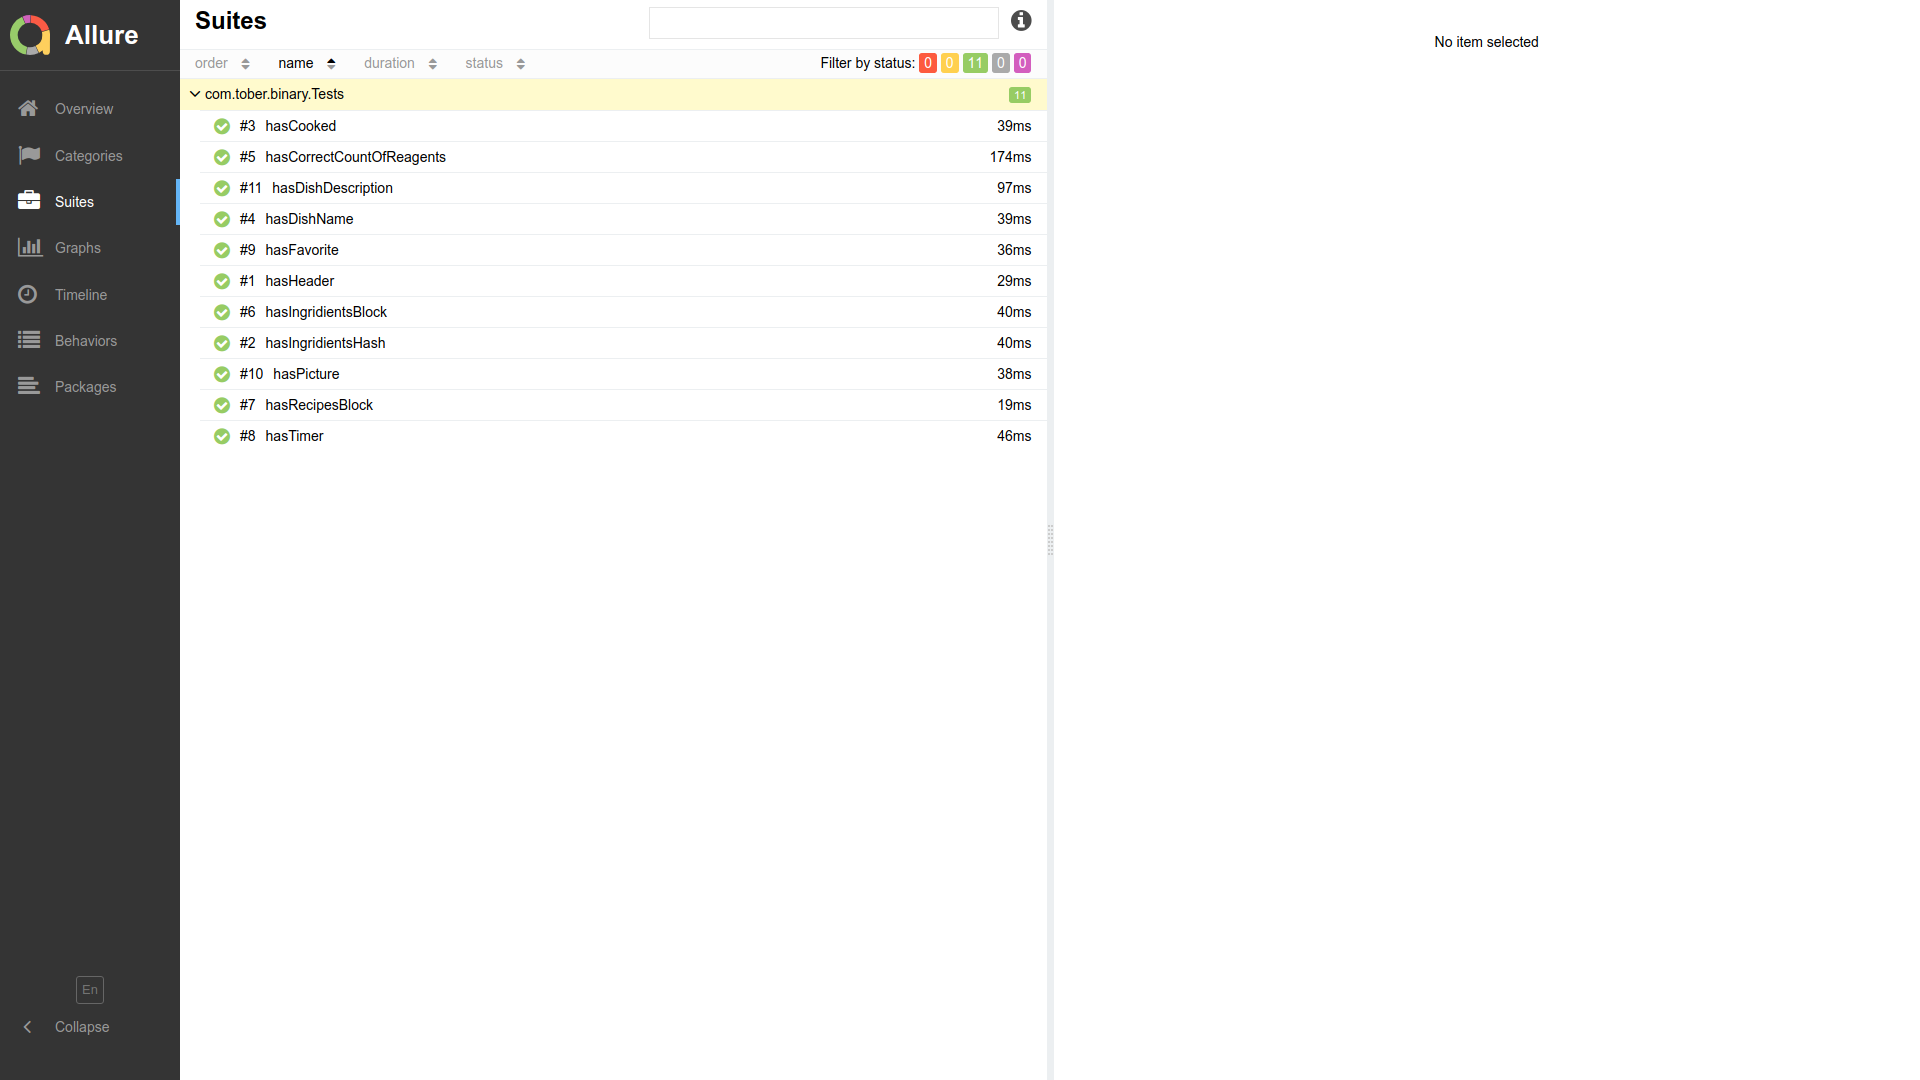 Allure
Overview
Categories
Suites
Graphs
Timeline
Behaviors
Packages
En
Collapse
Suites
order name duration status Filter by status: 0 0 11 0 0
com.tober.binary.Tests 11
#3 hasCooked 39ms
#5 hasCorrectCountOfReagents 174ms
#11 hasDishDescription 97ms
#4 hasDishName 39ms
#9 hasFavorite 36ms
#1 hasHeader 29ms
#6 hasIngridientsBlock 40ms
#2 hasIngridientsHash 40ms
#10 hasPicture 38ms
#7 hasRecipesBlock 19ms
#8 hasTimer 46ms
No item selected